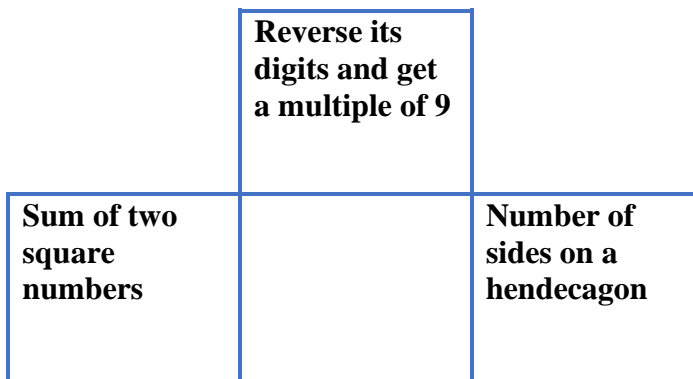 Reverse its
digits and get
a multiple of 9
Sum of two
square
numbers
Number of
sides on a
hendecagon